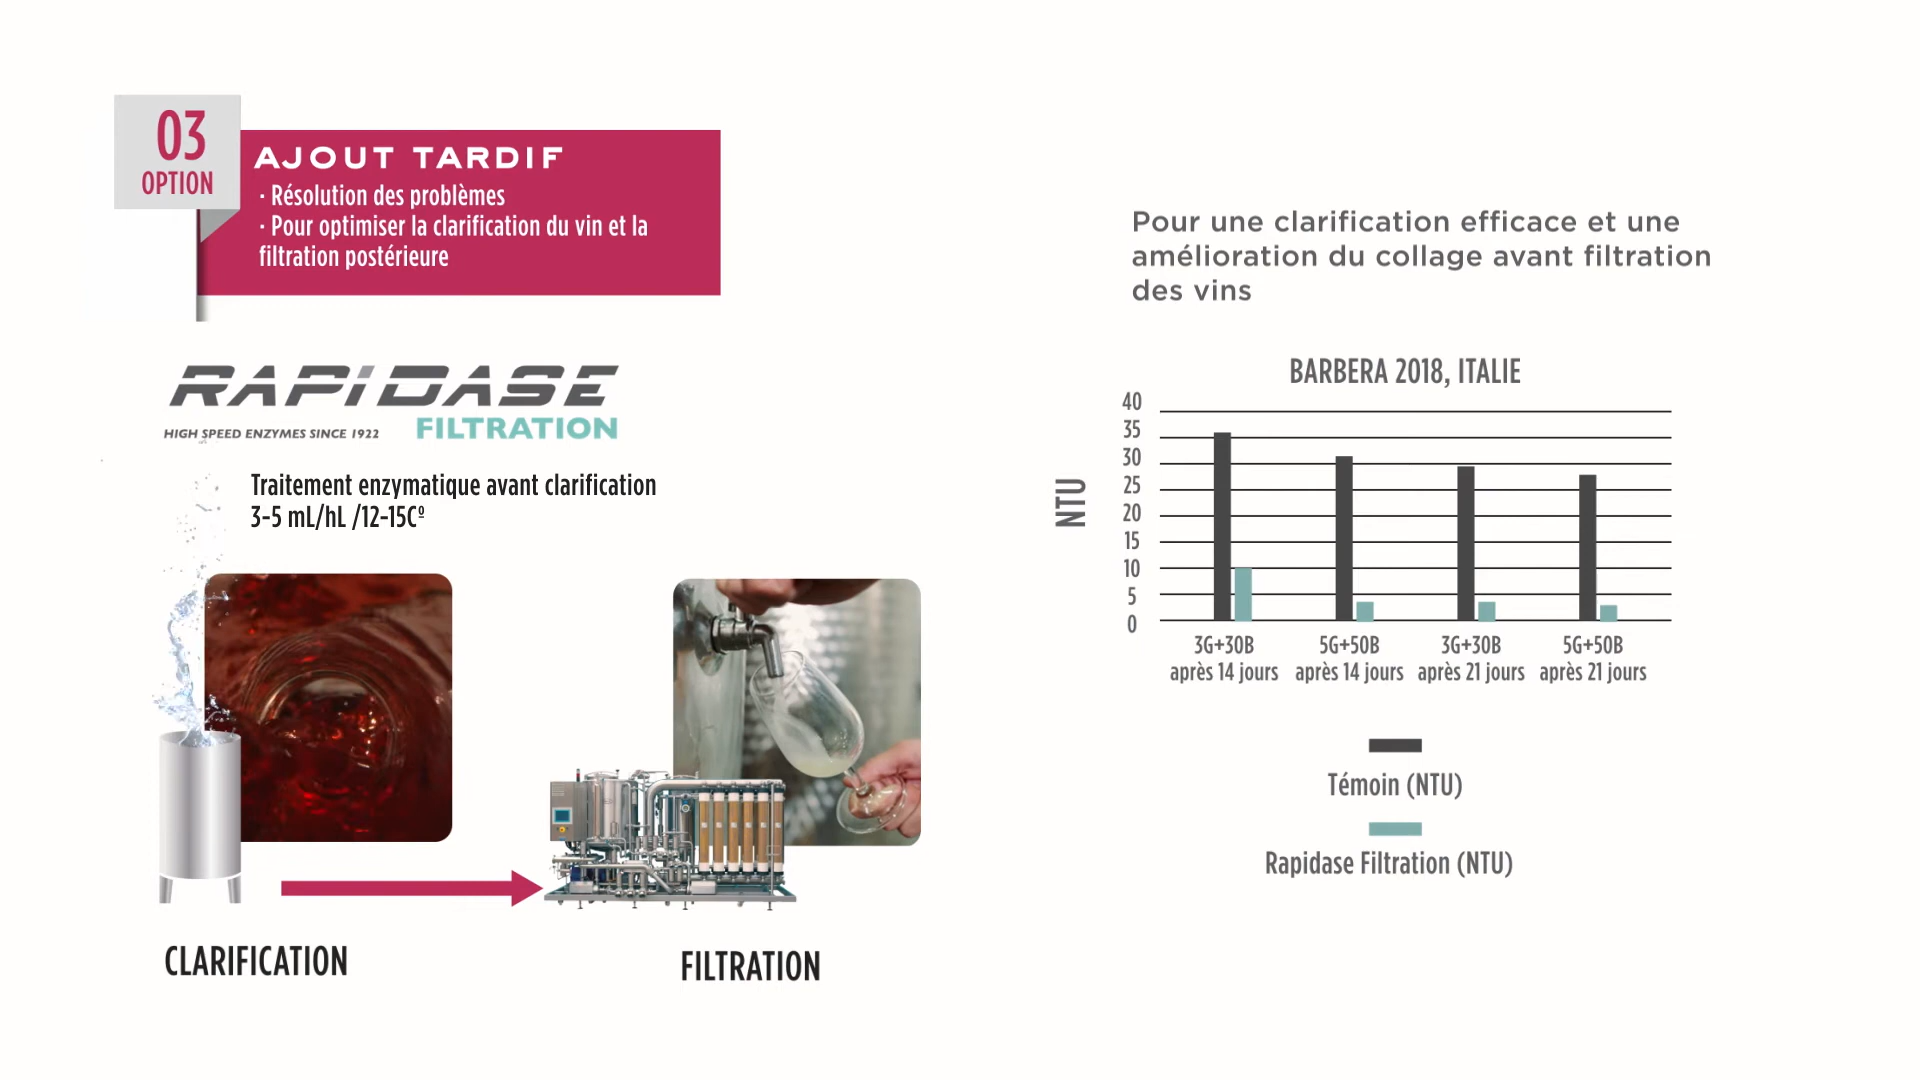 03
OPTION
AJOUT TARDIF
· Résolution des problèmes
· Pour optimiser la clarification du vin et la
filtration postérieure
RAPIDASE
HIGH SPEED ENZYMES SINCE 1922
FILTRATION
Traitement enzymatique avant clarification
3-5 mL/hL /12-15Cº
CLARIFICATION
FILTRATION
Pour une clarification efficace et une
amélioration du collage avant filtration
des vins
BARBERA 2018, ITALIE
NTU
40
35
30
25
20
15
10
5
0
3G+30B
après 14 jours
5G+50B
après 14 jours
3G+30B
après 21 jours
5G+50B
après 21 jours
Témoin (NTU)
Rapidase Filtration (NTU)